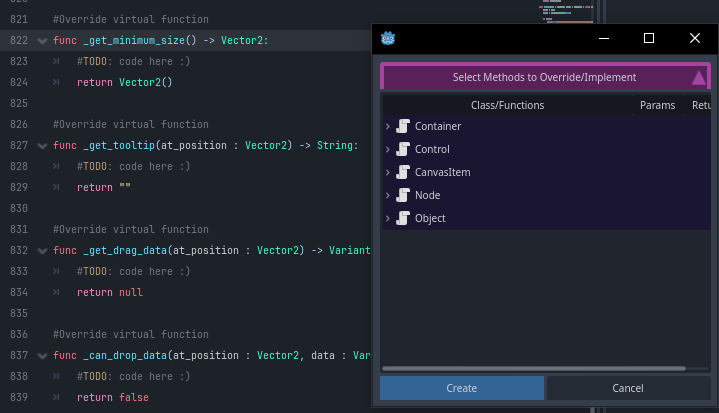 821 #Override virtual function
822 func _get_minimum_size() -> Vector2:
823 #TODO: code here :)
824 return Vector2()
825
826 #Override virtual function
827 func _get_tooltip(at_position : Vector2) -> String:
828 #TODO: code here :)
829 return ""
830
831 #Override virtual function
832 func _get_drag_data(at_position : Vector2) -> Variant
833 #TODO: code here :)
834 return null
835
836 #Override virtual function
837 func _can_drop_data(at_position : Vector2, data : Var
838 #TODO: code here :)
839 return false
Select Methods to Override/Implement
Class/Functions Params Retu
Container
Control
CanvasItem
Node
Object
Create Cancel